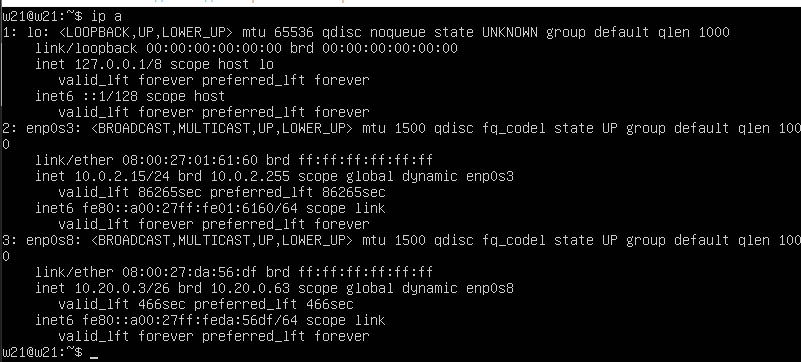 w21@w21:~$ ip a
1: lo: <LOOPBACK,UP,LOWER_UP> mtu 65536 qdisc noqueue state UNKNOWN group default qlen 1000
    link/loopback 00:00:00:00:00:00 brd 00:00:00:00:00:00
    inet 127.0.0.1/8 scope host lo
       valid_lft forever preferred_lft forever
    inet6 ::1/128 scope host
       valid_lft forever preferred_lft forever
2: enp0s3: <BROADCAST,MULTICAST,UP,LOWER_UP> mtu 1500 qdisc fq_codel state UP group default qlen 100
0
    link/ether 08:00:27:01:61:60 brd ff:ff:ff:ff:ff:ff
    inet 10.0.2.15/24 brd 10.0.2.255 scope global dynamic enp0s3
       valid_lft 86265sec preferred_lft 86265sec
    inet6 fe80::a00:27ff:fe01:6160/64 scope link
       valid_lft forever preferred_lft forever
3: enp0s8: <BROADCAST,MULTICAST,UP,LOWER_UP> mtu 1500 qdisc fq_codel state UP group default qlen 100
0
    link/ether 08:00:27:da:56:df brd ff:ff:ff:ff:ff:ff
    inet 10.20.0.3/26 brd 10.20.0.63 scope global dynamic enp0s8
       valid_lft 466sec preferred_lft 466sec
    inet6 fe80::a00:27ff:feda:56df/64 scope link
       valid_lft forever preferred_lft forever
w21@w21:~$ _